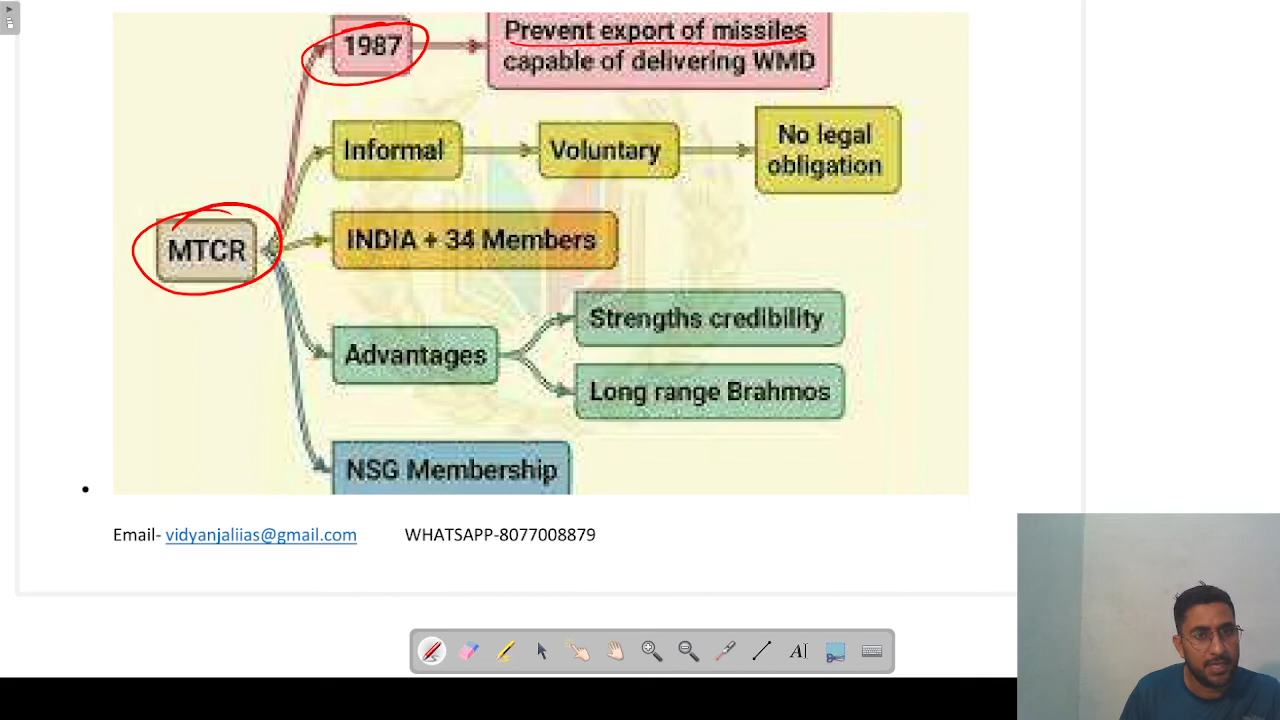 1987
Prevent export of missiles
capable of delivering WMD
Informal
Voluntary
No legal
obligation
MTCR
INDIA + 34 Members
Advantages
Strengths credibility
Long range Brahmos
NSG Membership
Email- vidyanjaliias@gmail.com WHATSAPP-8077008879
AI